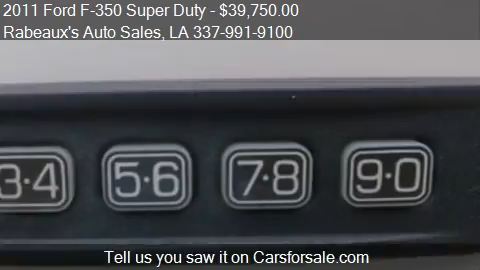 2011 Ford F-350 Super Duty - $39,750.00
Rabeaux's Auto Sales, LA 337-991-9100
3·4 5·6 7·8 9·0
Tell us you saw it on Carsforsale.com